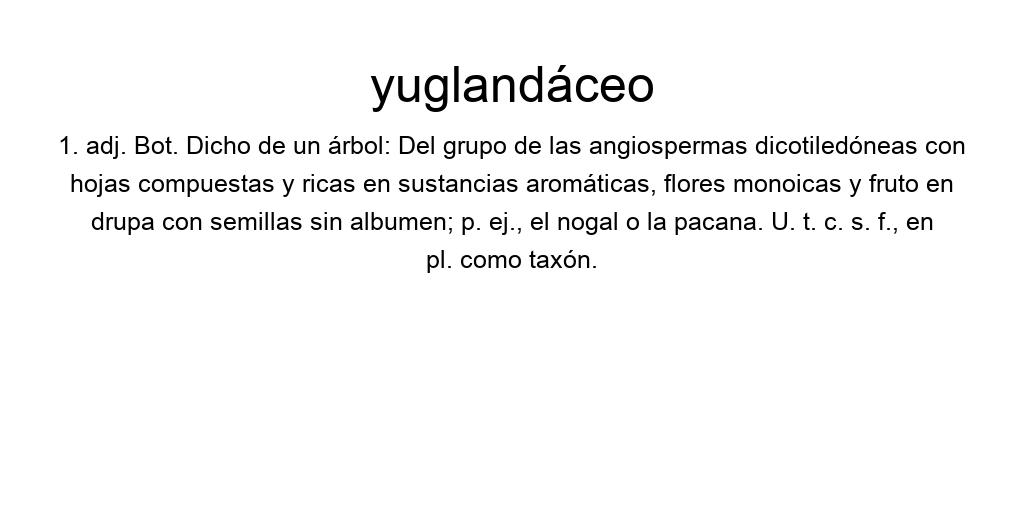 yuglandáceo
1. adj. Bot. Dicho de un árbol: Del grupo de las angiospermas dicotiledóneas con
hojas compuestas y ricas en sustancias aromáticas, flores monoicas y fruto en
drupa con semillas sin albumen; p. ej., el nogal o la pacana. U. t. c. s. f., en
pl. como taxón.